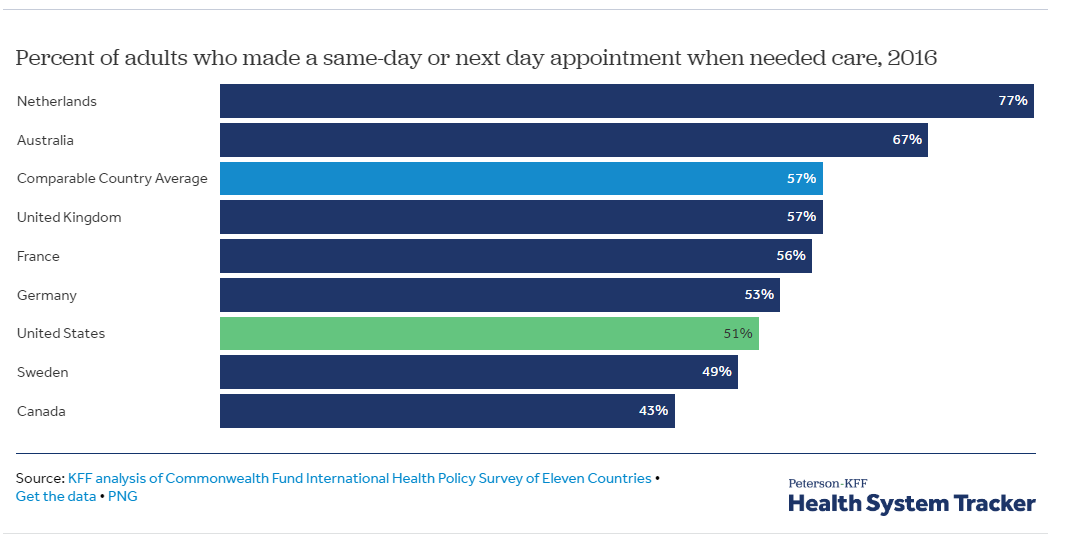 Percent of adults who made a same-day or next day appointment when needed care, 2016
Netherlands 77%
Australia 67%
Comparable Country Average 57%
United Kingdom 57%
France 56%
Germany 53%
United States 51%
Sweden 49%
Canada 43%
Source: KFF analysis of Commonwealth Fund International Health Policy Survey of Eleven Countries •
Get the data • PNG
Peterson-KFF
Health System Tracker